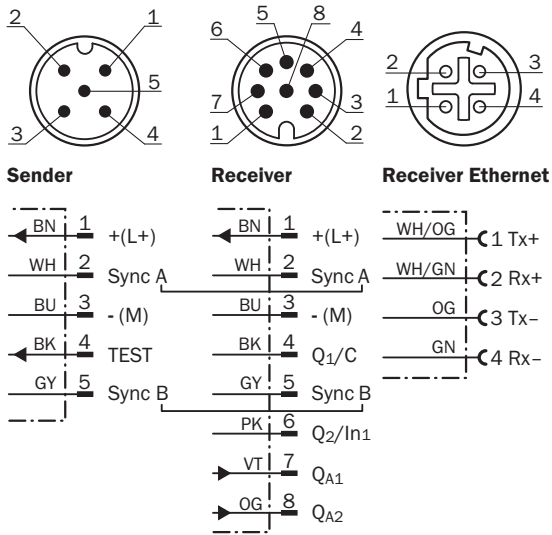 2 1
5
3 4
Sender
5 8
6 4
7 3
1 2
Receiver
2 3
1 4
Receiver Ethernet
BN 1 +(L+)
WH 2 Sync A
BU 3 - (M)
BK 4 TEST
GY 5 Sync B
BN 1 +(L+)
WH 2 Sync A
BU 3 - (M)
BK 4 Q1/C
GY 5 Sync B
PK 6 Q2/In1
VT 7 QA1
OG 8 QA2
WH/OG 1 Tx+
WH/GN 2 Rx+
OG 3 Tx–
GN 4 Rx–